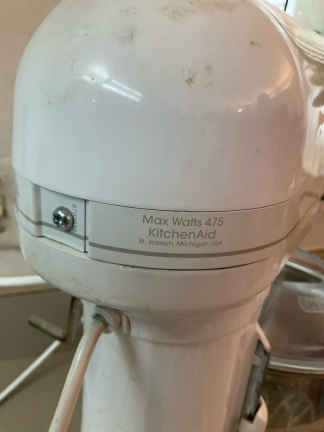 Max Watts 475
KitchenAid
St. Joseph, Michigan USA